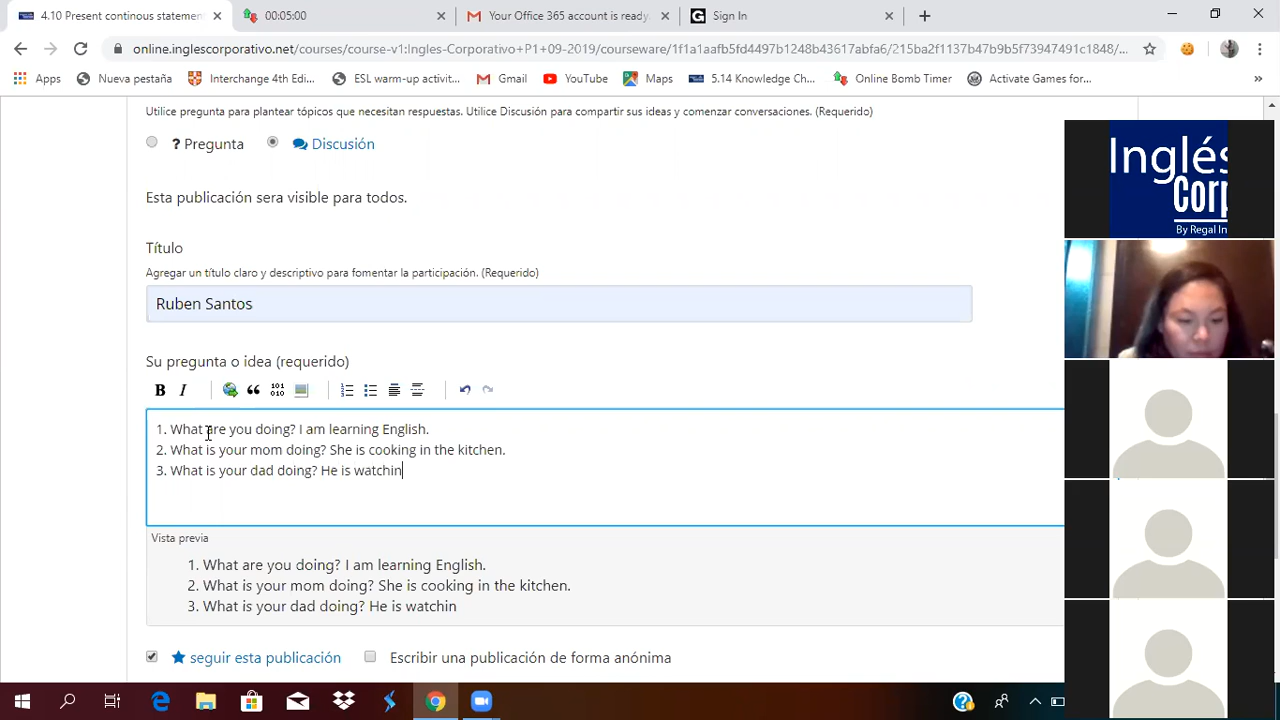 4.10 Present continous statemen
00:05:00
Your Office 365 account is ready
Sign In
online.inglescorporativo.net/courses/course-v1:Ingles-Corporativo+P1+09-2019/courseware/1f1a1aafb5fd4497b1248b43617abfa6/215ba2f1137b47b9b5f73947491c1848/...
Apps
Nueva pestaña
Interchange 4th Edi...
ESL warm-up activit...
Gmail
YouTube
Maps
5.14 Knowledge Ch...
Online Bomb Timer
Activate Games for...
Utilice pregunta para plantear tópicos que necesitan respuestas. Utilice Discusión para compartir sus ideas y comenzar conversaciones. (Requerido)
? Pregunta
Discusión
Esta publicación sera visible para todos.
Título
Agregar un título claro y descriptivo para fomentar la participación. (Requerido)
Ruben Santos
Su pregunta o idea (requerido)
B I
1. What are you doing? I am learning English.
2. What is your mom doing? She is cooking in the kitchen.
3. What is your dad doing? He is watchin
Vista previa
1. What are you doing? I am learning English.
2. What is your mom doing? She is cooking in the kitchen.
3. What is your dad doing? He is watchin
seguir esta publicación
Escribir una publicación de forma anónima
Inglés
Corp
By Regal In